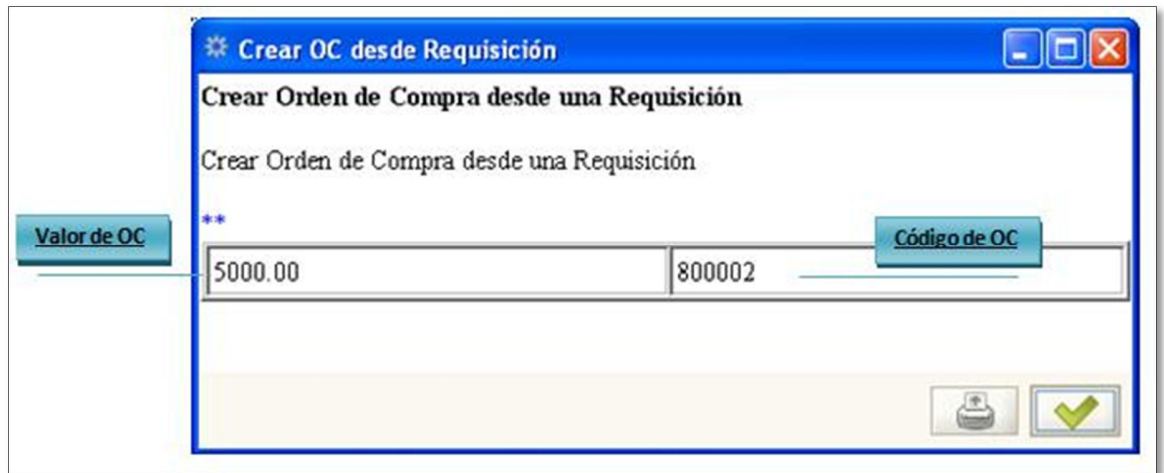 Crear OC desde Requisición
Crear Orden de Compra desde una Requisición
Crear Orden de Compra desde una Requisición
**
Valor de OC
Código de OC
5000.00 800002